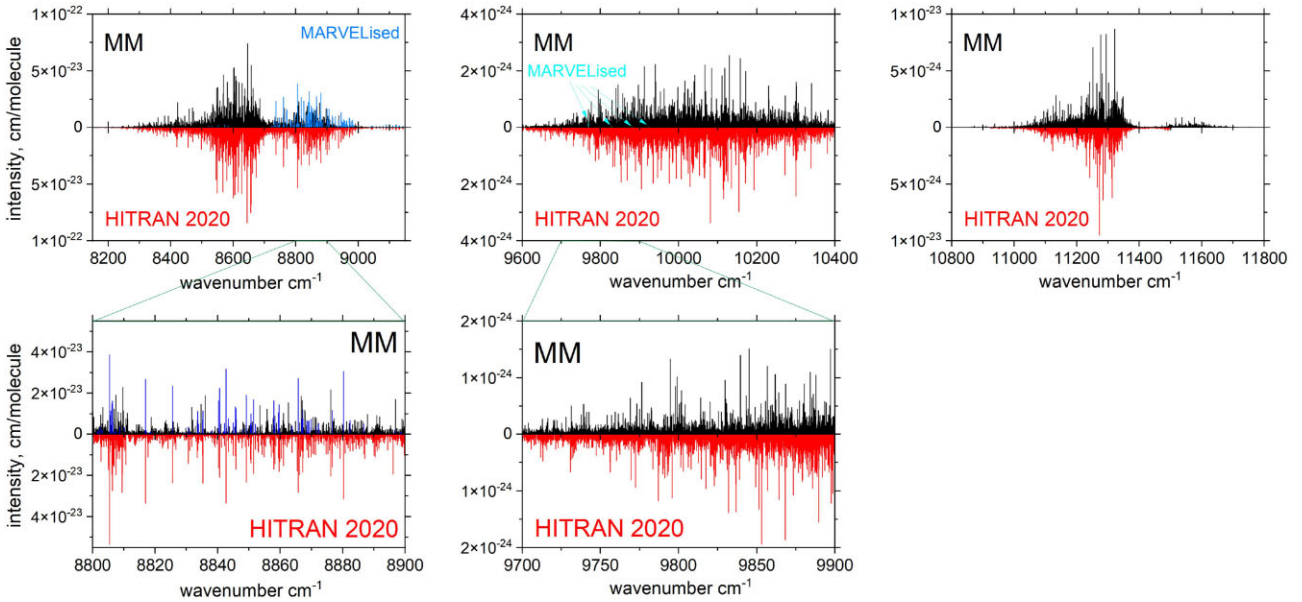 1×10⁻²²
MM
MARVELised
5×10⁻²³
0
5×10⁻²³
HITRAN 2020
1×10⁻²²
8200 8400 8600 8800 9000
wavenumber cm⁻¹
intensity, cm/molecule
4×10⁻²⁴
MM
MARVELised
2×10⁻²⁴
0
2×10⁻²⁴
HITRAN 2020
4×10⁻²⁴
9600 9800 10000 10200 10400
wavenumber cm⁻¹
1×10⁻²³
MM
5×10⁻²⁴
0
5×10⁻²⁴
HITRAN 2020
1×10⁻²³
10800 11000 11200 11400 11600 11800
wavenumber cm⁻¹
MM
4×10⁻²³
2×10⁻²³
0
2×10⁻²³
4×10⁻²³
HITRAN 2020
8800 8820 8840 8860 8880 8900
wavenumber cm⁻¹
intensity, cm/molecule
2×10⁻²⁴
MM
1×10⁻²⁴
0
1×10⁻²⁴
HITRAN 2020
2×10⁻²⁴
9700 9750 9800 9850 9900
wavenumber cm⁻¹